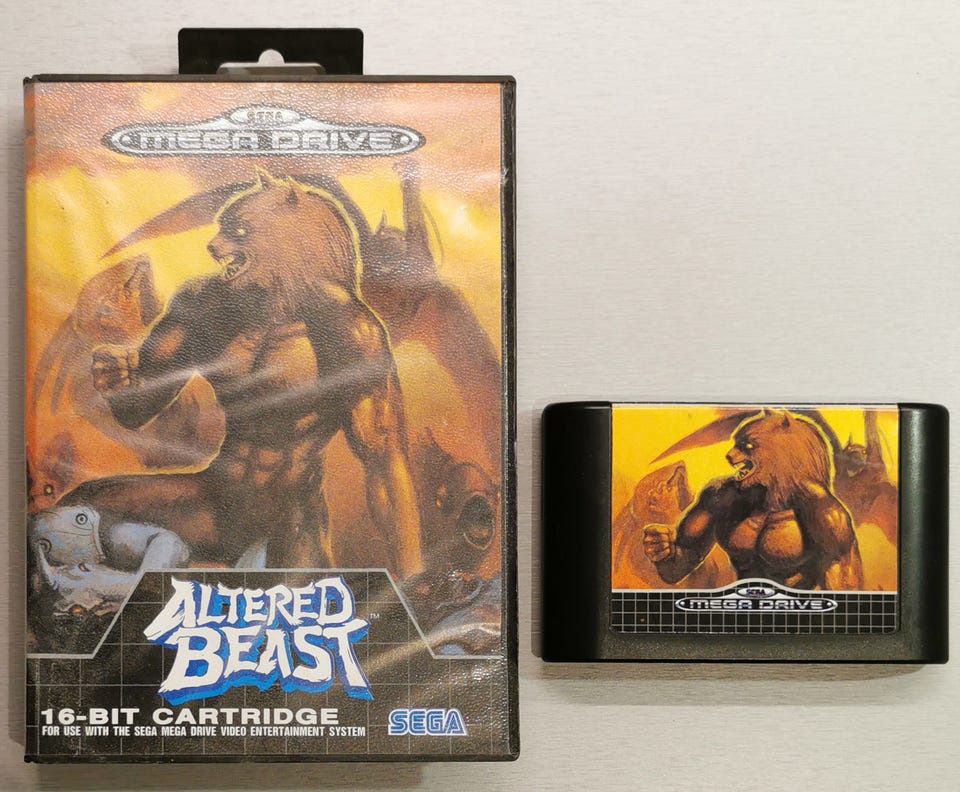 SEGA
MEGA DRIVE
ALTERED
BEAST™
16-BIT CARTRIDGE
FOR USE WITH THE SEGA MEGA DRIVE VIDEO ENTERTAINMENT SYSTEM
SEGA
SEGA
MEGA DRIVE